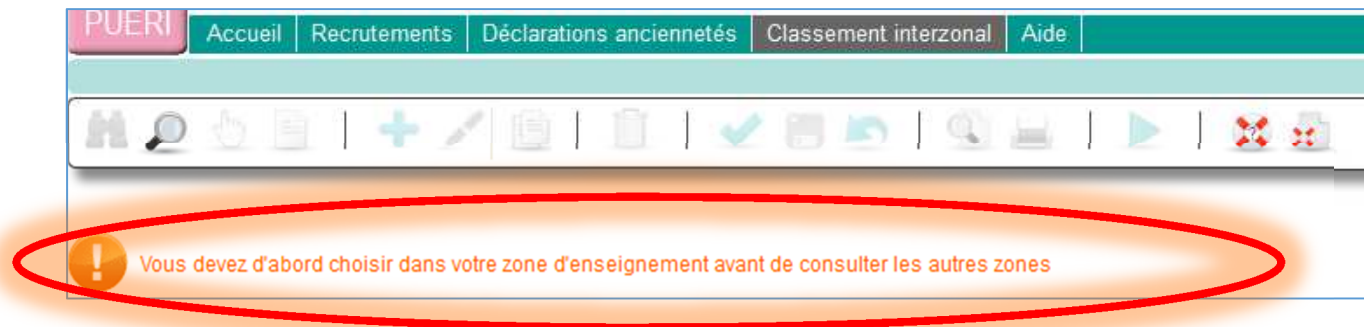 PUERI
Accueil Recrutements Déclarations anciennetés Classement interzonal Aide
Vous devez d'abord choisir dans votre zone d'enseignement avant de consulter les autres zones